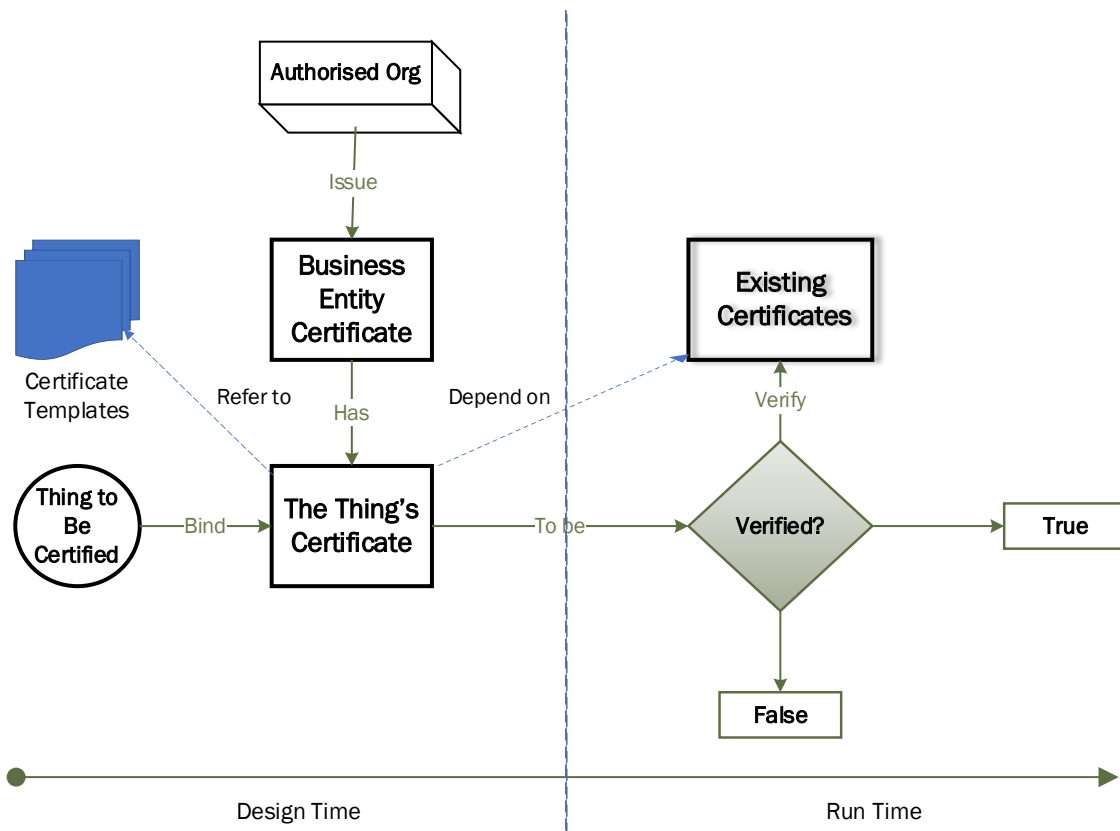 Authorised Org
Issue
Business
Entity
Certificate
Existing
Certificates
Certificate
Templates
Refer to
Depend on
Has
Verify
Thing to
Be
Certified
Bind
The Thing's
Certificate
To be
Verified?
True
False
Design Time
Run Time